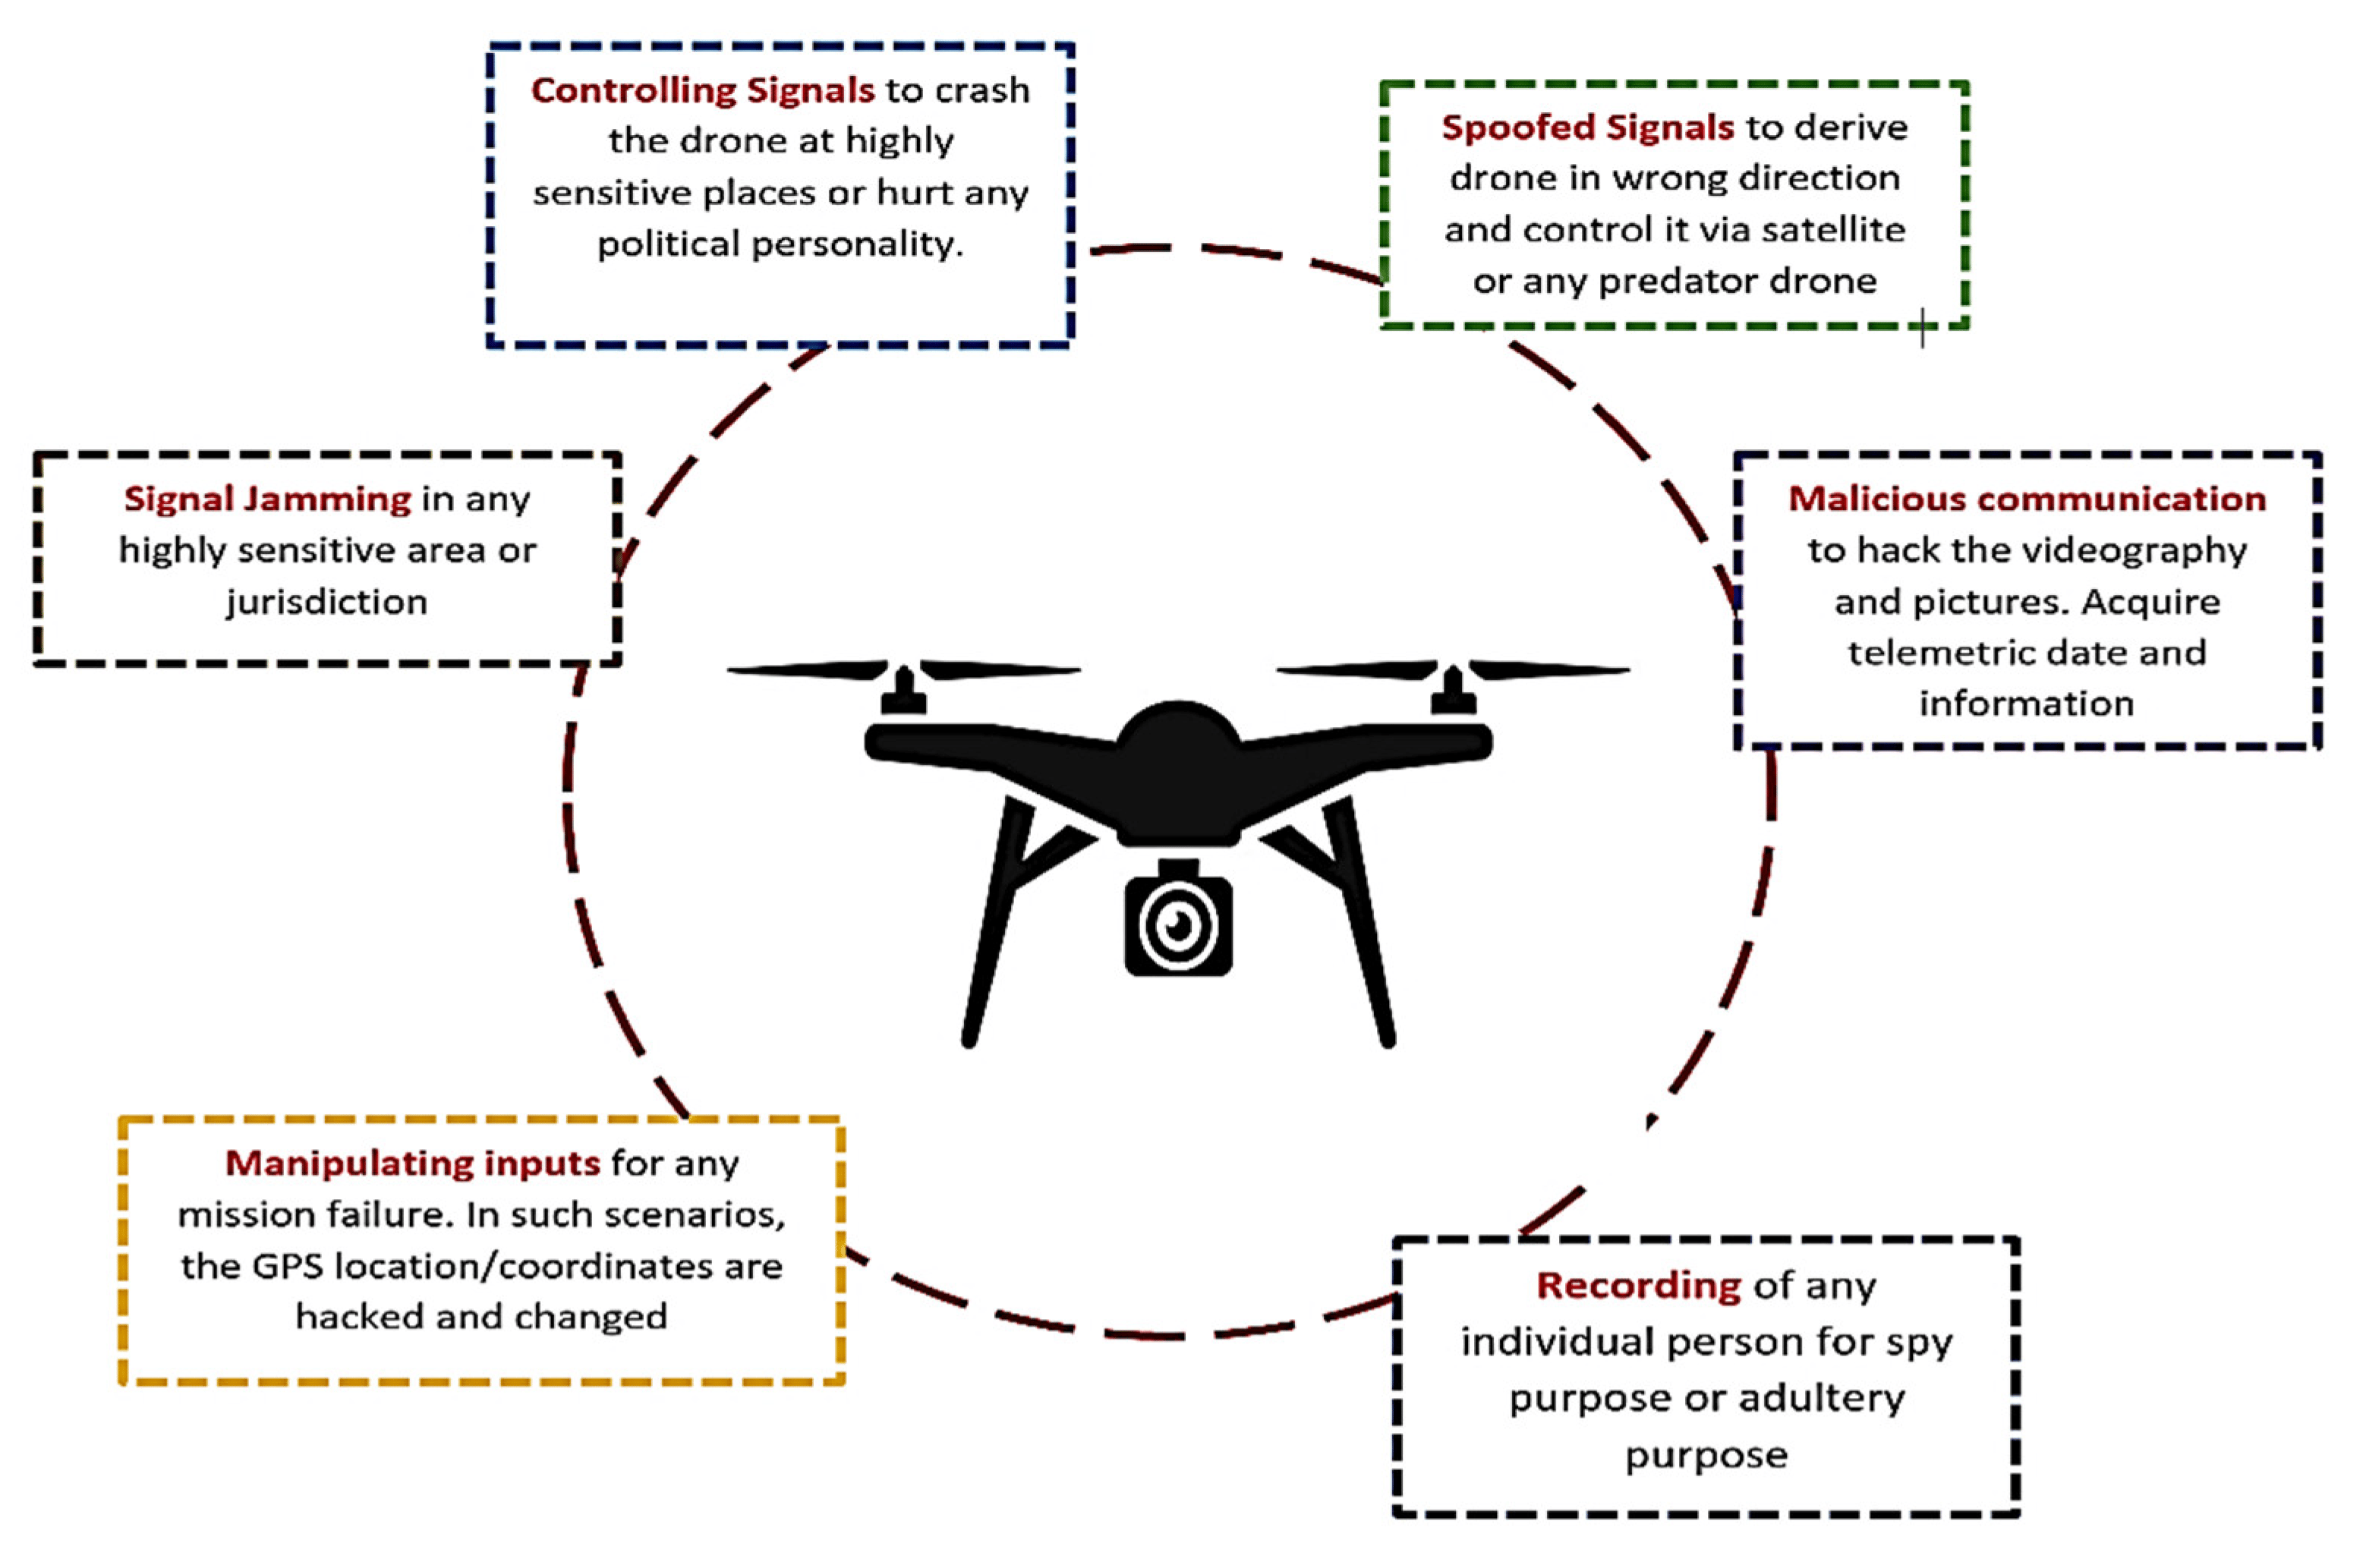 Controlling Signals to crash
the drone at highly
sensitive places or hurt any
political personality.
Spoofed Signals to derive
drone in wrong direction
and control it via satellite
or any predator drone
Signal Jamming in any
highly sensitive area or
jurisdiction
Malicious communication
to hack the videography
and pictures. Acquire
telemetric date and
information
Manipulating inputs for any
mission failure. In such scenarios,
the GPS location/coordinates are
hacked and changed
Recording of any
individual person for spy
purpose or adultery
purpose